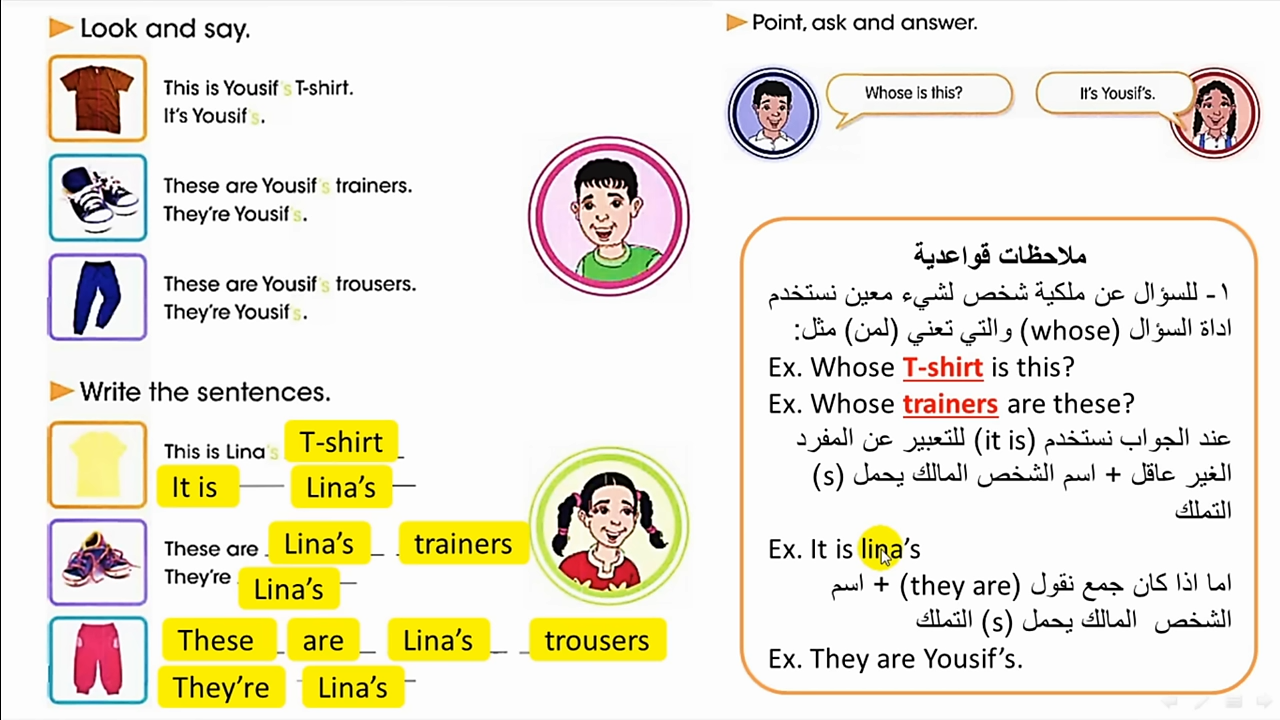 Look and say.
This is Yousif's T-shirt.
It's Yousif's.
These are Yousif's trainers.
They're Yousif's.
These are Yousif's trousers.
They're Yousif's.
Write the sentences.
This is Lina's T-shirt
It is Lina's
These are Lina's trainers
They're Lina's
These are Lina's trousers
They're Lina's
Point, ask and answer.
Whose is this?
It's Yousif's.
ملاحظات قواعدية
١- للسؤال عن ملكية شخص لشيء معين نستخدم
اداة السؤال (whose) والتي تعني (لمن) مثل:
Ex. Whose T-shirt is this?
Ex. Whose trainers are these?
عند الجواب نستخدم (it is) للتعبير عن المفرد
الغير عاقل + اسم الشخص المالك يحمل (s)
التملك
Ex. It is lina's
اما اذا كان جمع نقول (they are) + اسم
الشخص المالك يحمل (s) التملك
Ex. They are Yousif's.